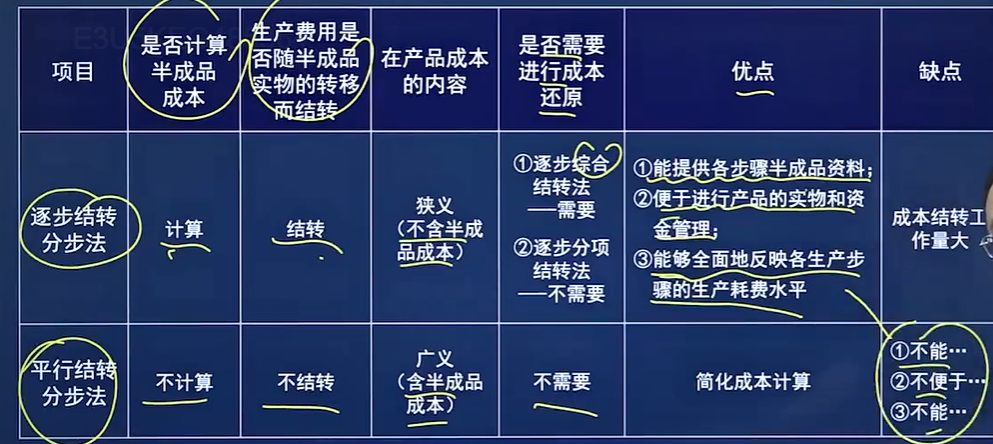 项目
是否计算
半成品
成本
生产费用是
否随半成品
实物的转移
而结转
在产品成本
的内容
是否需要
进行成本
还原
优点
缺点
逐步结转
分步法
计算
结转
狭义
（不含半成
品成本）
①逐步综合
结转法
——需要
②逐步分项
结转法
——不需要
①能提供各步骤半成品资料；
②便于进行产品的实物和资
金管理；
③能够全面地反映各生产步
骤的生产耗费水平
成本结转工
作量大
平行结转
分步法
不计算
不结转
广义
（含半成品
成本）
不需要
简化成本计算
①不能…
②不便于…
③不能…